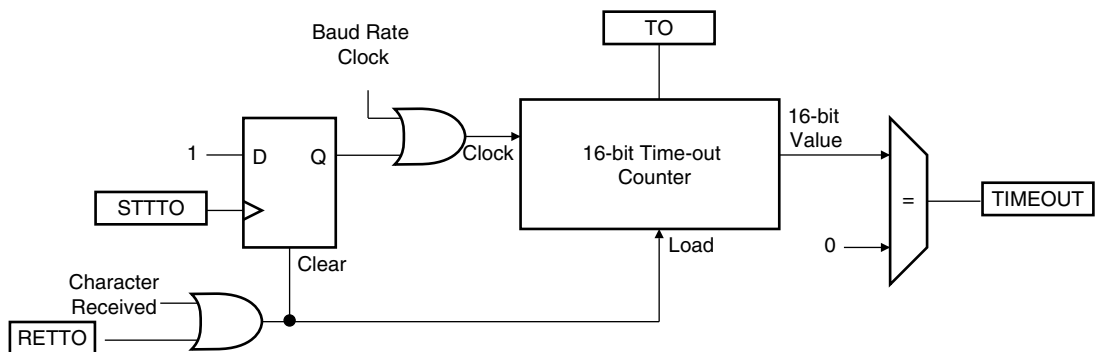 TO
Baud Rate
Clock
16-bit
Value
1
D
Q
Clock
16-bit Time-out
Counter
=
TIMEOUT
STTTO
0
Clear
Load
Character
Received
RETTO